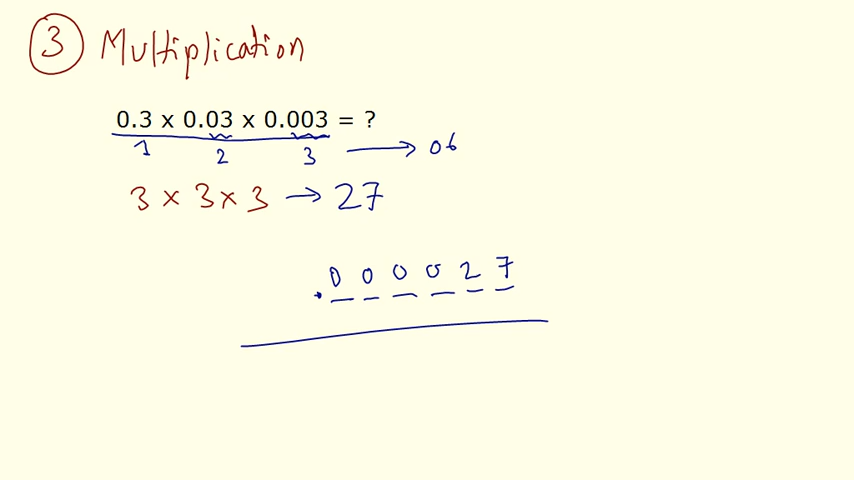 3 Multiplication
0.3 x 0.03 x 0.003 = ?
1 2 3 → 06
3 × 3 × 3 → 27
.000027